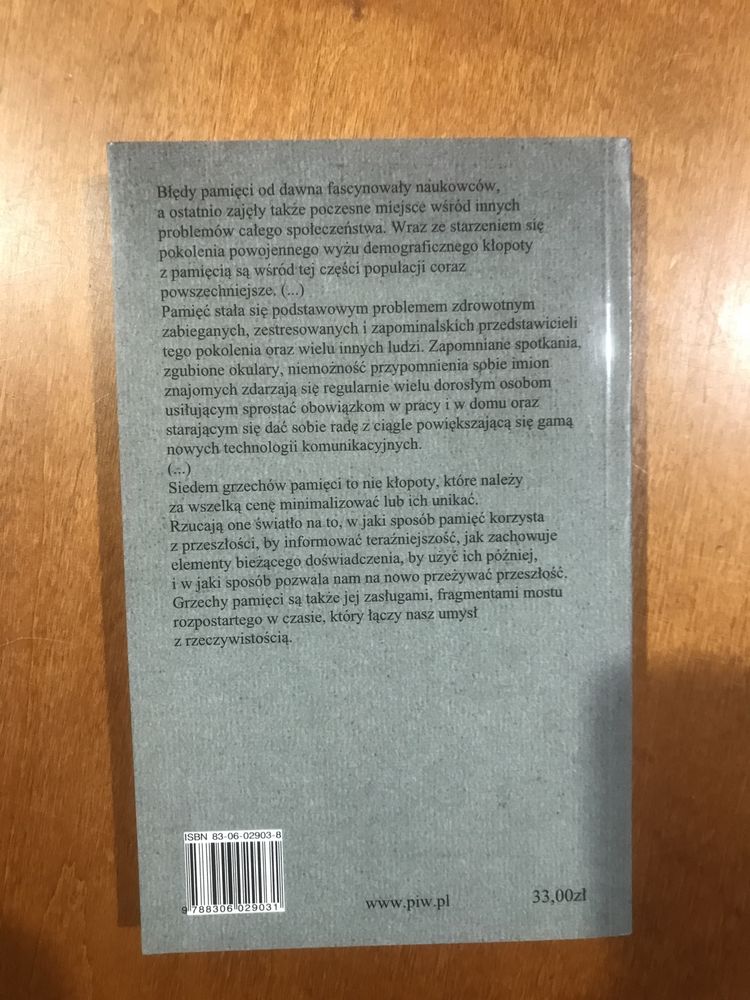 Błędy pamięci od dawna fascynowały naukowców,
a ostatnio zajęły także poczesne miejsce wśród innych
problemów całego społeczeństwa. Wraz ze starzeniem się
pokolenia powojennego wyżu demograficznego kłopoty
z pamięcią są wśród tej części populacji coraz
powszechniejsze. (...)
Pamięć stała się podstawowym problemem zdrowotnym
zabieganych, zestresowanych i zapominalskich przedstawicieli
tego pokolenia oraz wielu innych ludzi. Zapomniane spotkania,
zgubione okulary, niemożność przypomnienia sobie imion
znajomych zdarzają się regularnie wielu dorosłym osobom
usiłującym sprostać obowiązkom w pracy i w domu oraz
starającym się dać sobie radę z ciągle powiększającą się gamą
nowych technologii komunikacyjnych.
(...)
Siedem grzechów pamięci to nie kłopoty, które należy
za wszelką cenę minimalizować lub ich unikać.
Rzucają one światło na to, w jaki sposób pamięć korzysta
z przeszłości, by informować teraźniejszość, jak zachowuje
elementy bieżącego doświadczenia, by użyć ich później,
i w jaki sposób pozwala nam na nowo przeżywać przeszłość.
Grzechy pamięci są także jej zasługami, fragmentami mostu
rozpostartego w czasie, który łączy nasz umysł
z rzeczywistością.
ISBN 83-06-02903-8
9 788306 029031
www.piw.pl
33,00zł